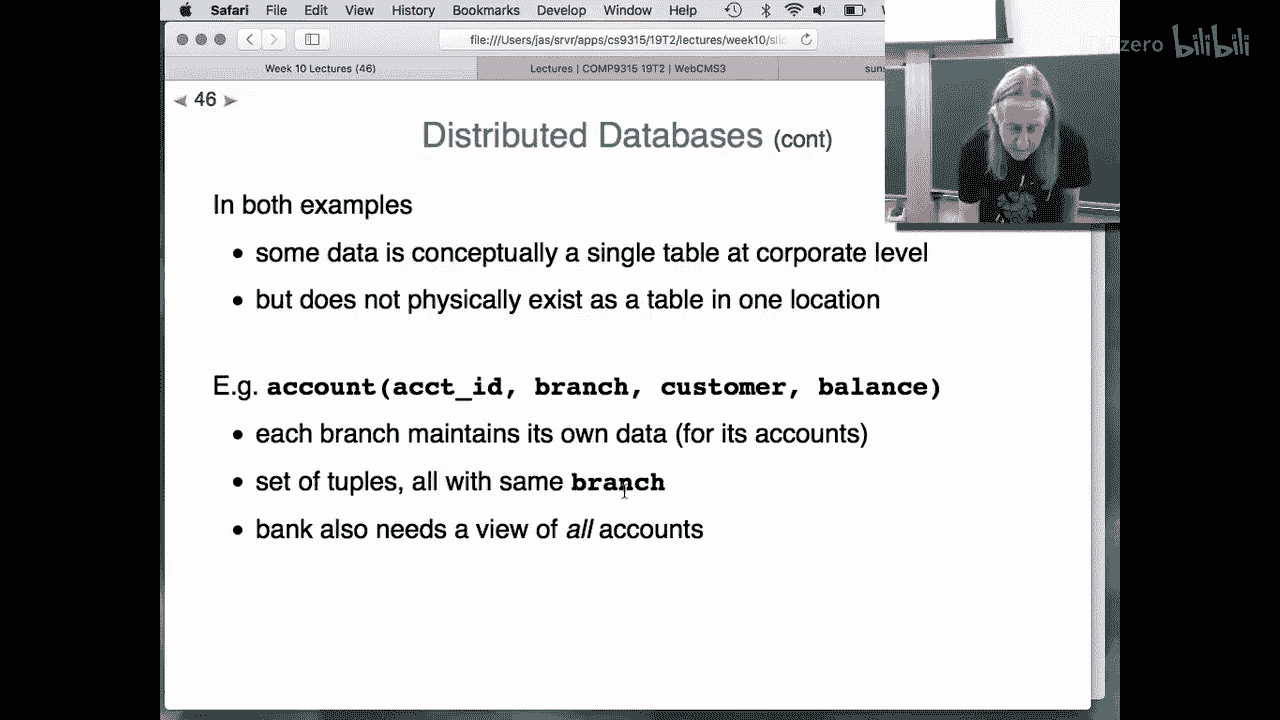 Safari File Edit View History Bookmarks Develop Window Help
file:///Users/jas/srvr/apps/cs9315/19T2/lectures/week10/sli
Week 10 Lectures (46)
Lectures | COMP9315 19T2 | WebCMS3
zero bilibili
46
Distributed Databases (cont)
In both examples
• some data is conceptually a single table at corporate level
• but does not physically exist as a table in one location
E.g. account(acct_id, branch, customer, balance)
• each branch maintains its own data (for its accounts)
• set of tuples, all with same branch
• bank also needs a view of all accounts